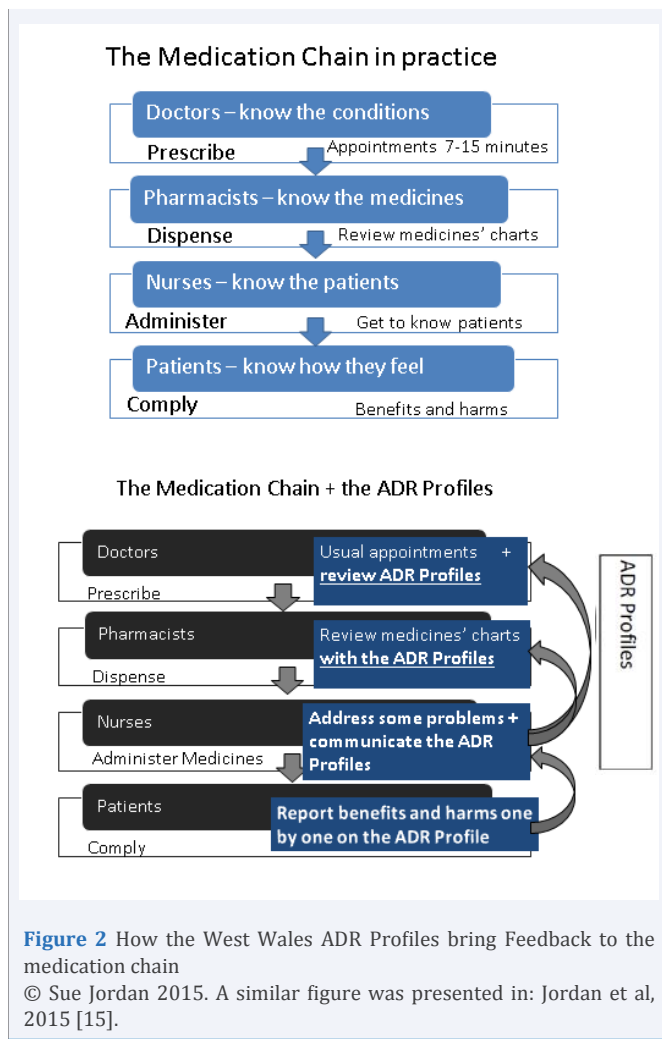 The Medication Chain in practice
Doctors – know the conditions
Prescribe
Appointments 7-15 minutes
Pharmacists – know the medicines
Dispense
Review medicines' charts
Nurses – know the patients
Administer
Get to know patients
Patients – know how they feel
Comply
Benefits and harms
The Medication Chain + the ADR Profiles
Doctors
Usual appointments +
review ADR Profiles
Prescribe
Pharmacists
Review medicines' charts
with the ADR Profiles
Dispense
Nurses
Address some problems +
communicate the ADR
Profiles
Administer Medicines
Patients
Report benefits and harms one
by one on the ADR Profile
Comply
ADR Profiles
Figure 2 How the West Wales ADR Profiles bring Feedback to the
medication chain
© Sue Jordan 2015. A similar figure was presented in: Jordan et al,
2015 [15].